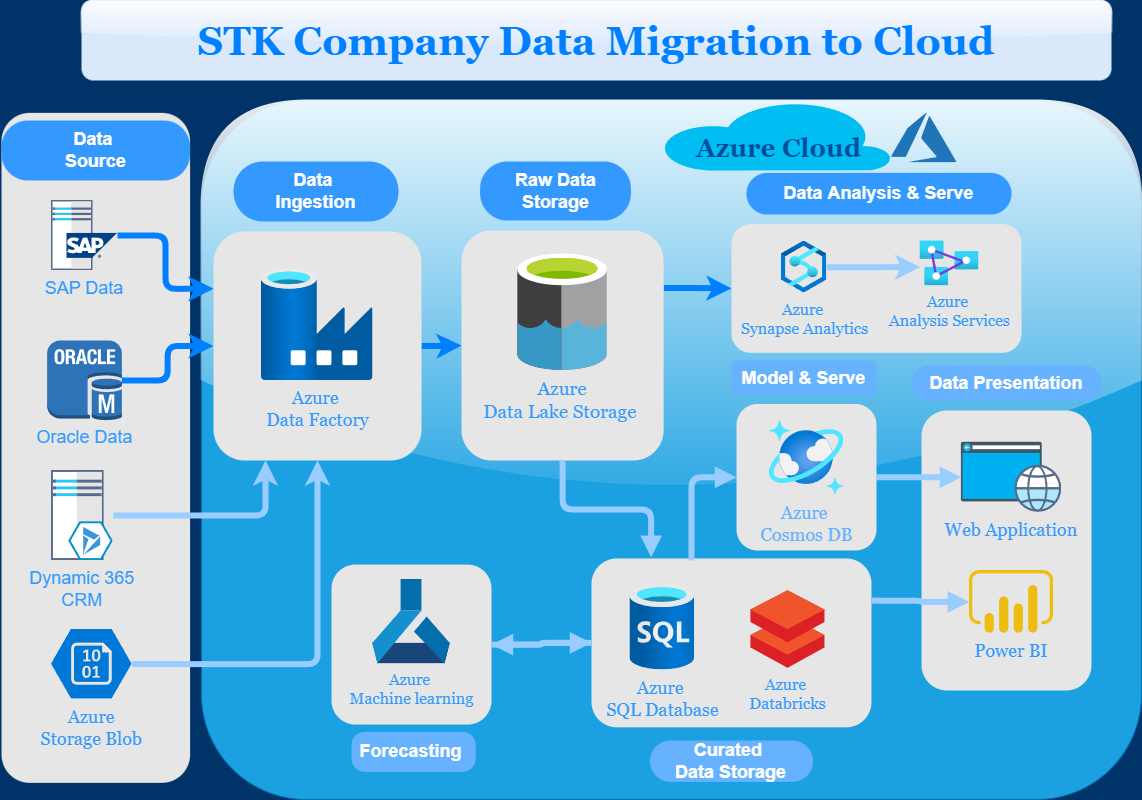 STK Company Data Migration to Cloud
Data
Source
SAP
SAP Data
ORACLE
M
Oracle Data
Dynamic 365
CRM
10
01
Azure
Storage Blob
Azure Cloud
Data
Ingestion
Azure
Data Factory
Raw Data
Storage
Azure
Data Lake Storage
Data Analysis & Serve
Azure
Synapse Analytics
Azure
Analysis Services
Model & Serve
Azure
Cosmos DB
Data Presentation
Web Application
Power BI
Azure
Machine learning
Forecasting
SQL
Azure
SQL Database
Azure
Databricks
Curated
Data Storage